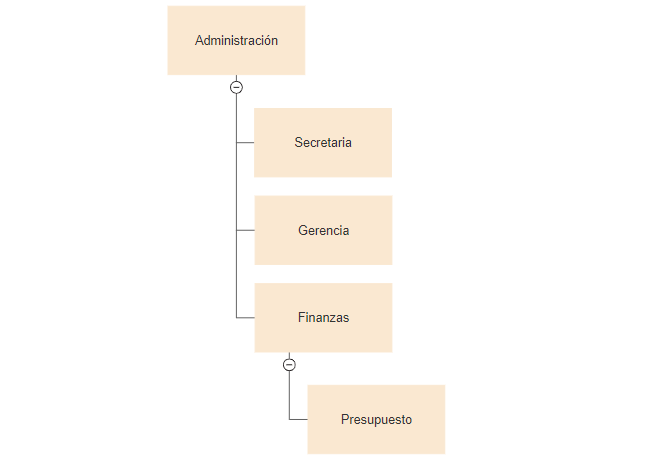 Administración
Secretaria
Gerencia
Finanzas
Presupuesto